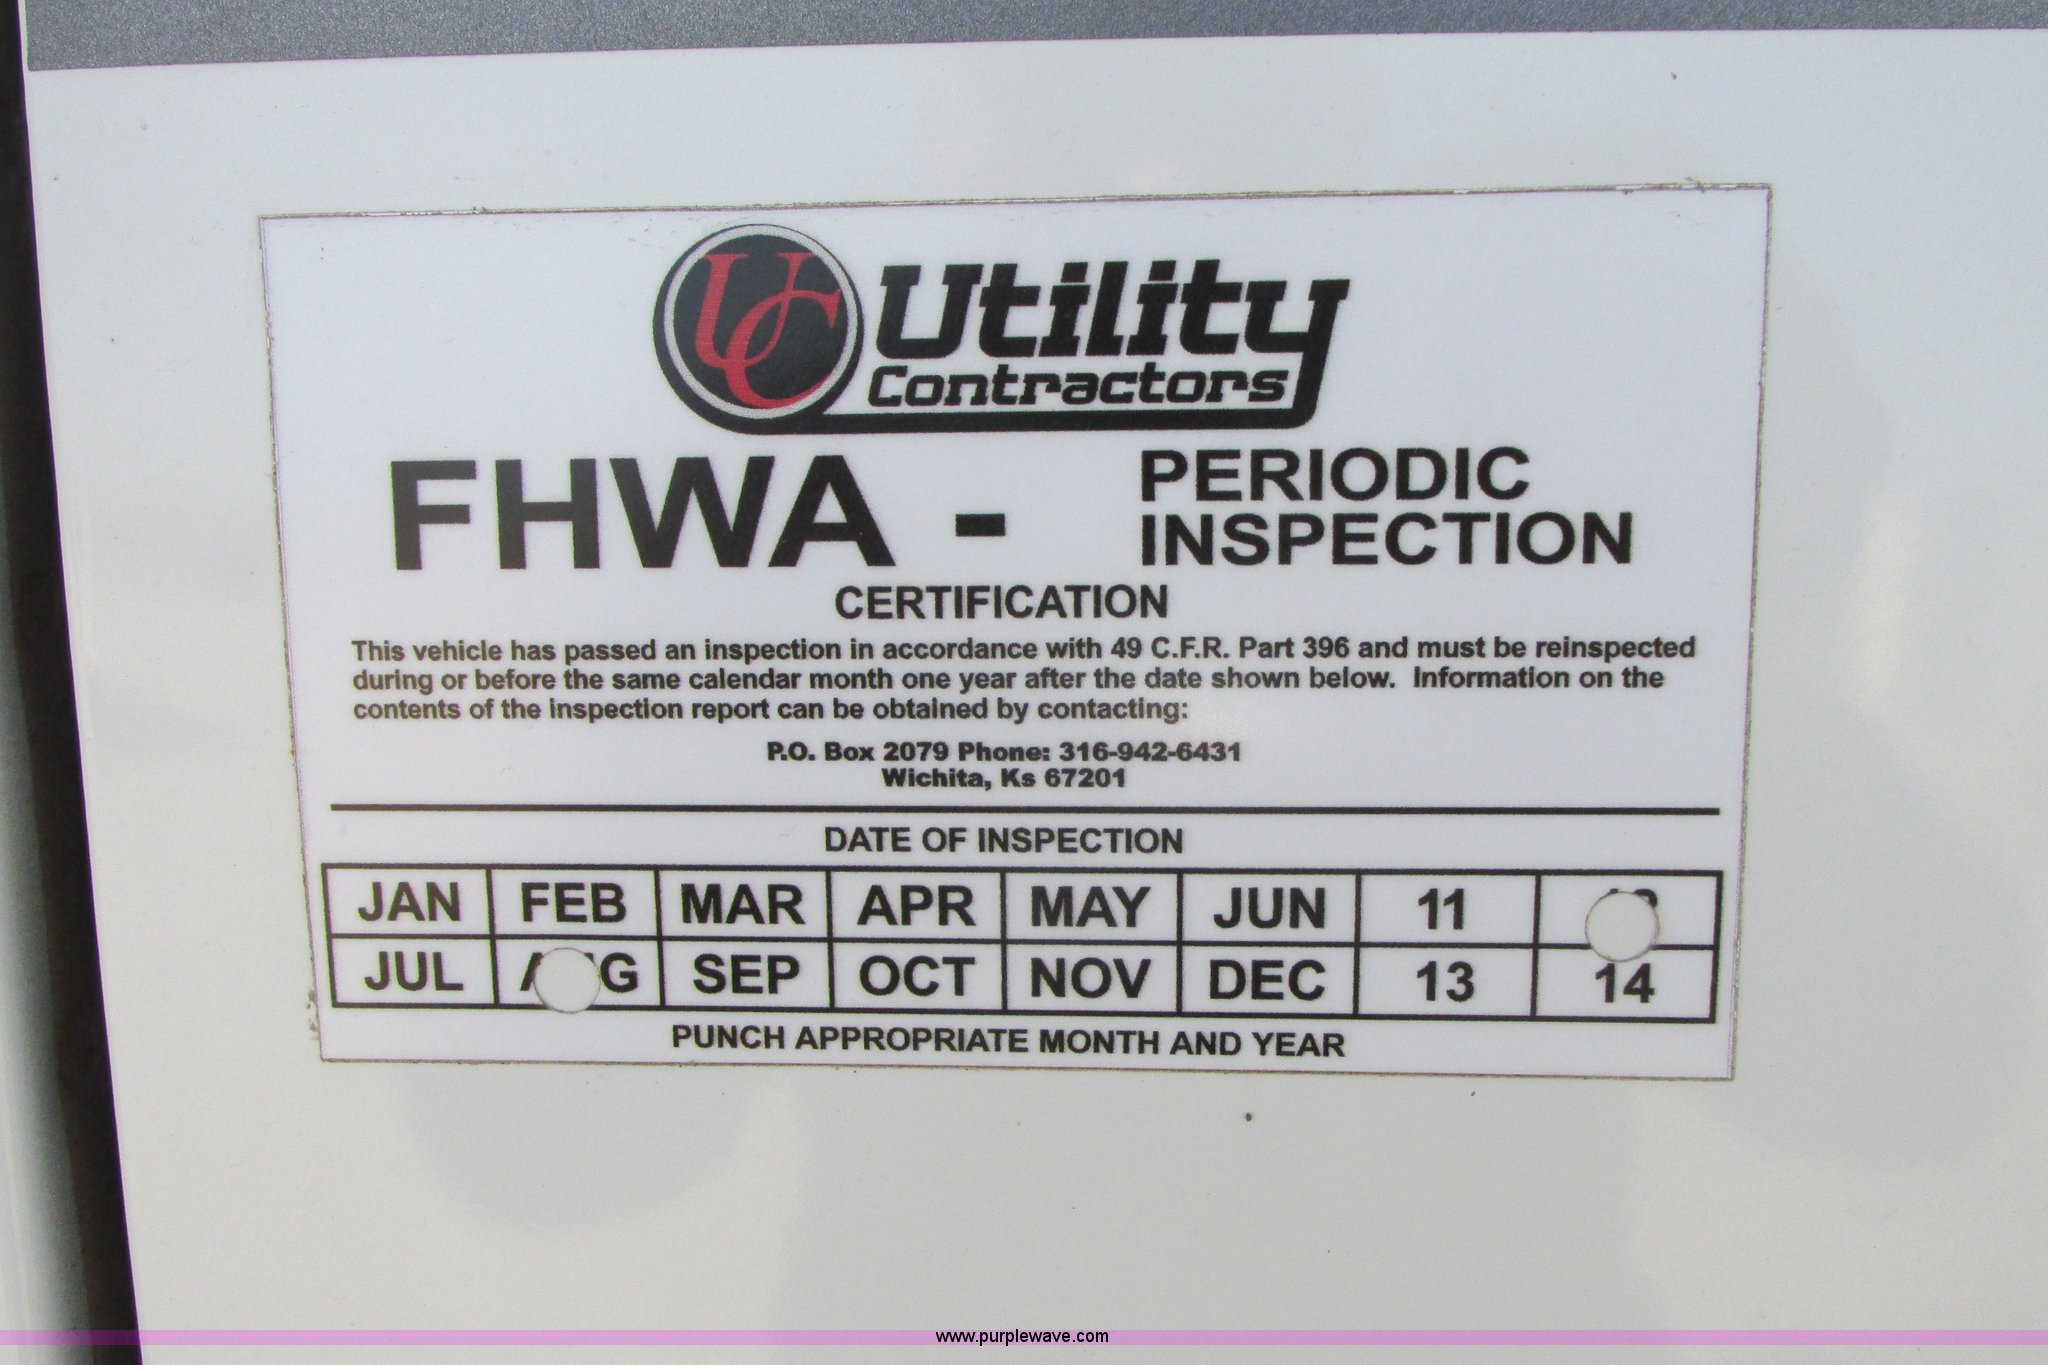 UC Utility
Contractors
FHWA - PERIODIC
INSPECTION
CERTIFICATION
This vehicle has passed an inspection in accordance with 49 C.F.R. Part 396 and must be reinspected
during or before the same calendar month one year after the date shown below. Information on the
contents of the inspection report can be obtained by contacting:
P.O. Box 2079 Phone: 316-942-6431
Wichita, Ks 67201
DATE OF INSPECTION
JAN FEB MAR APR MAY JUN 11
JUL SEP OCT NOV DEC 13 14
PUNCH APPROPRIATE MONTH AND YEAR
www.purplewave.com